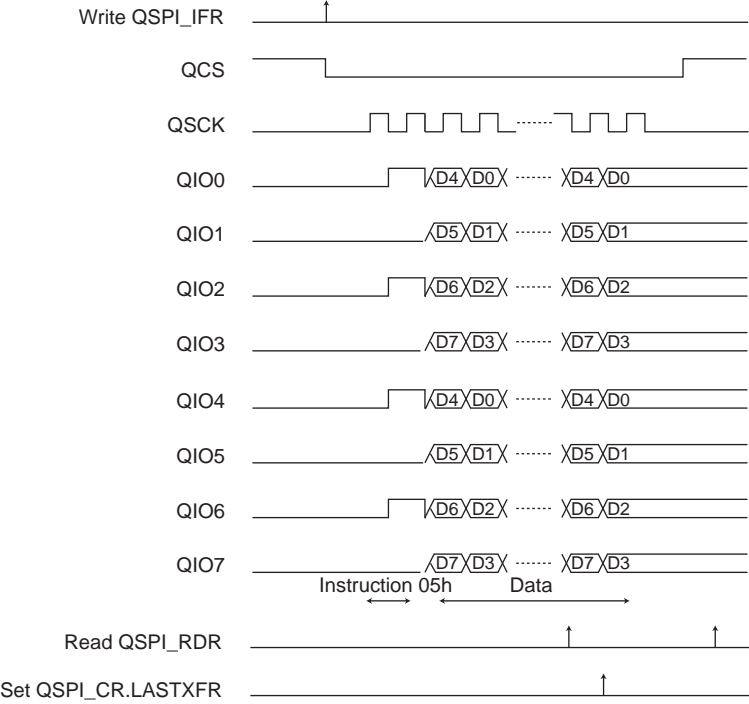 Write QSPI_IFR
QCS
QSCK
QIO0 D4 D0 D4 D0
QIO1 D5 D1 D5 D1
QIO2 D6 D2 D6 D2
QIO3 D7 D3 D7 D3
QIO4 D4 D0 D4 D0
QIO5 D5 D1 D5 D1
QIO6 D6 D2 D6 D2
QIO7 D7 D3 D7 D3
Instruction 05h Data
Read QSPI_RDR
Set QSPI_CR.LASTXFR